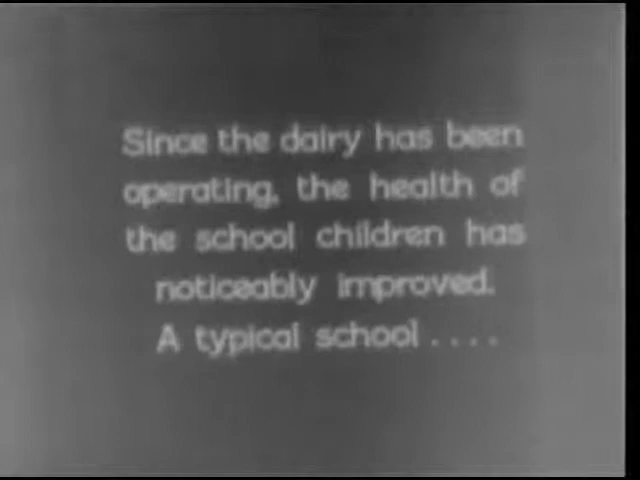 Since the dairy has been
operating, the health of
the school children has
noticeably improved.
A typical school ....